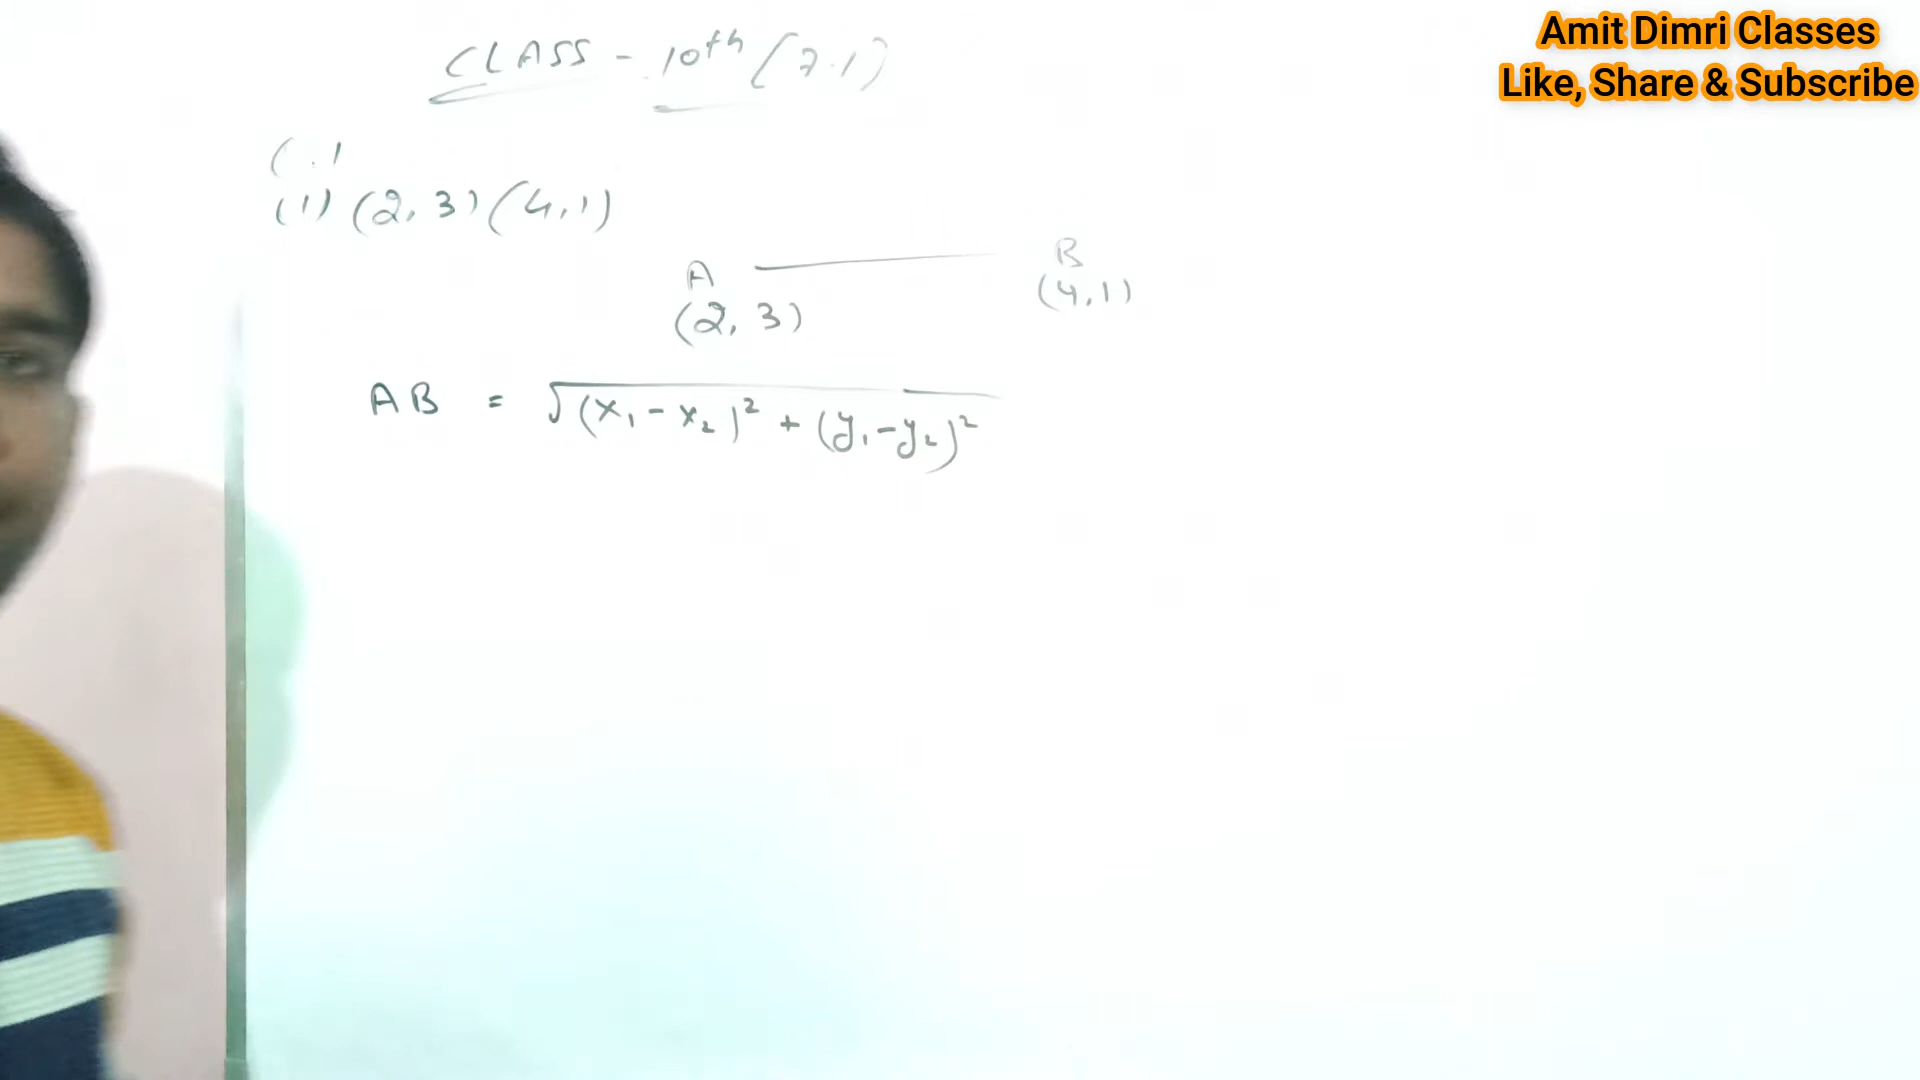 Amit Dimri Classes
Like, Share & Subscribe
CLASS - 10th (7.1)
(1) (2, 3) (4, 1)
A B
(2, 3) (4, 1)
AB = √(x₁ - x₂)² + (y₁ - y₂)²